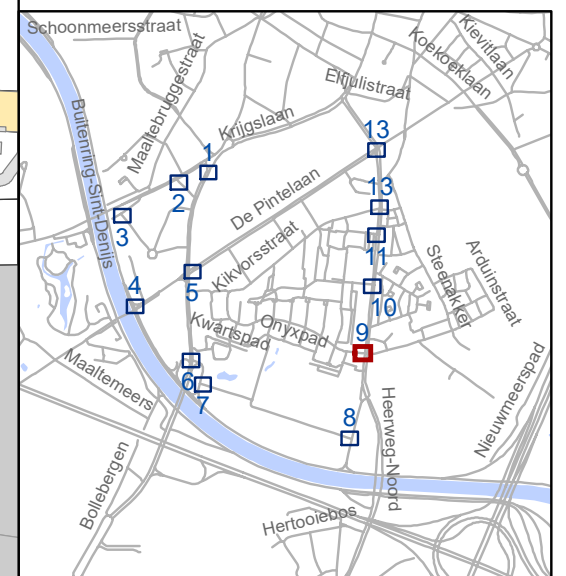 Schoonmeersstraat
Kievitlaan
Koekoeklaan
Elfjulistraat
Maaltebruggestraat
Krijgslaan
13
1
2
De Pintelaan
13
3
Buitenring-Sint-Denijs
Kikvorsstraat
11
Steenakker
Arduinstraat
4
5
10
Kwartspad
Onyxpad
9
Maaltemeers
6
7
Heerweg-Noord
Nieuwmeerspad
8
Bollebergen
Hertooiebos